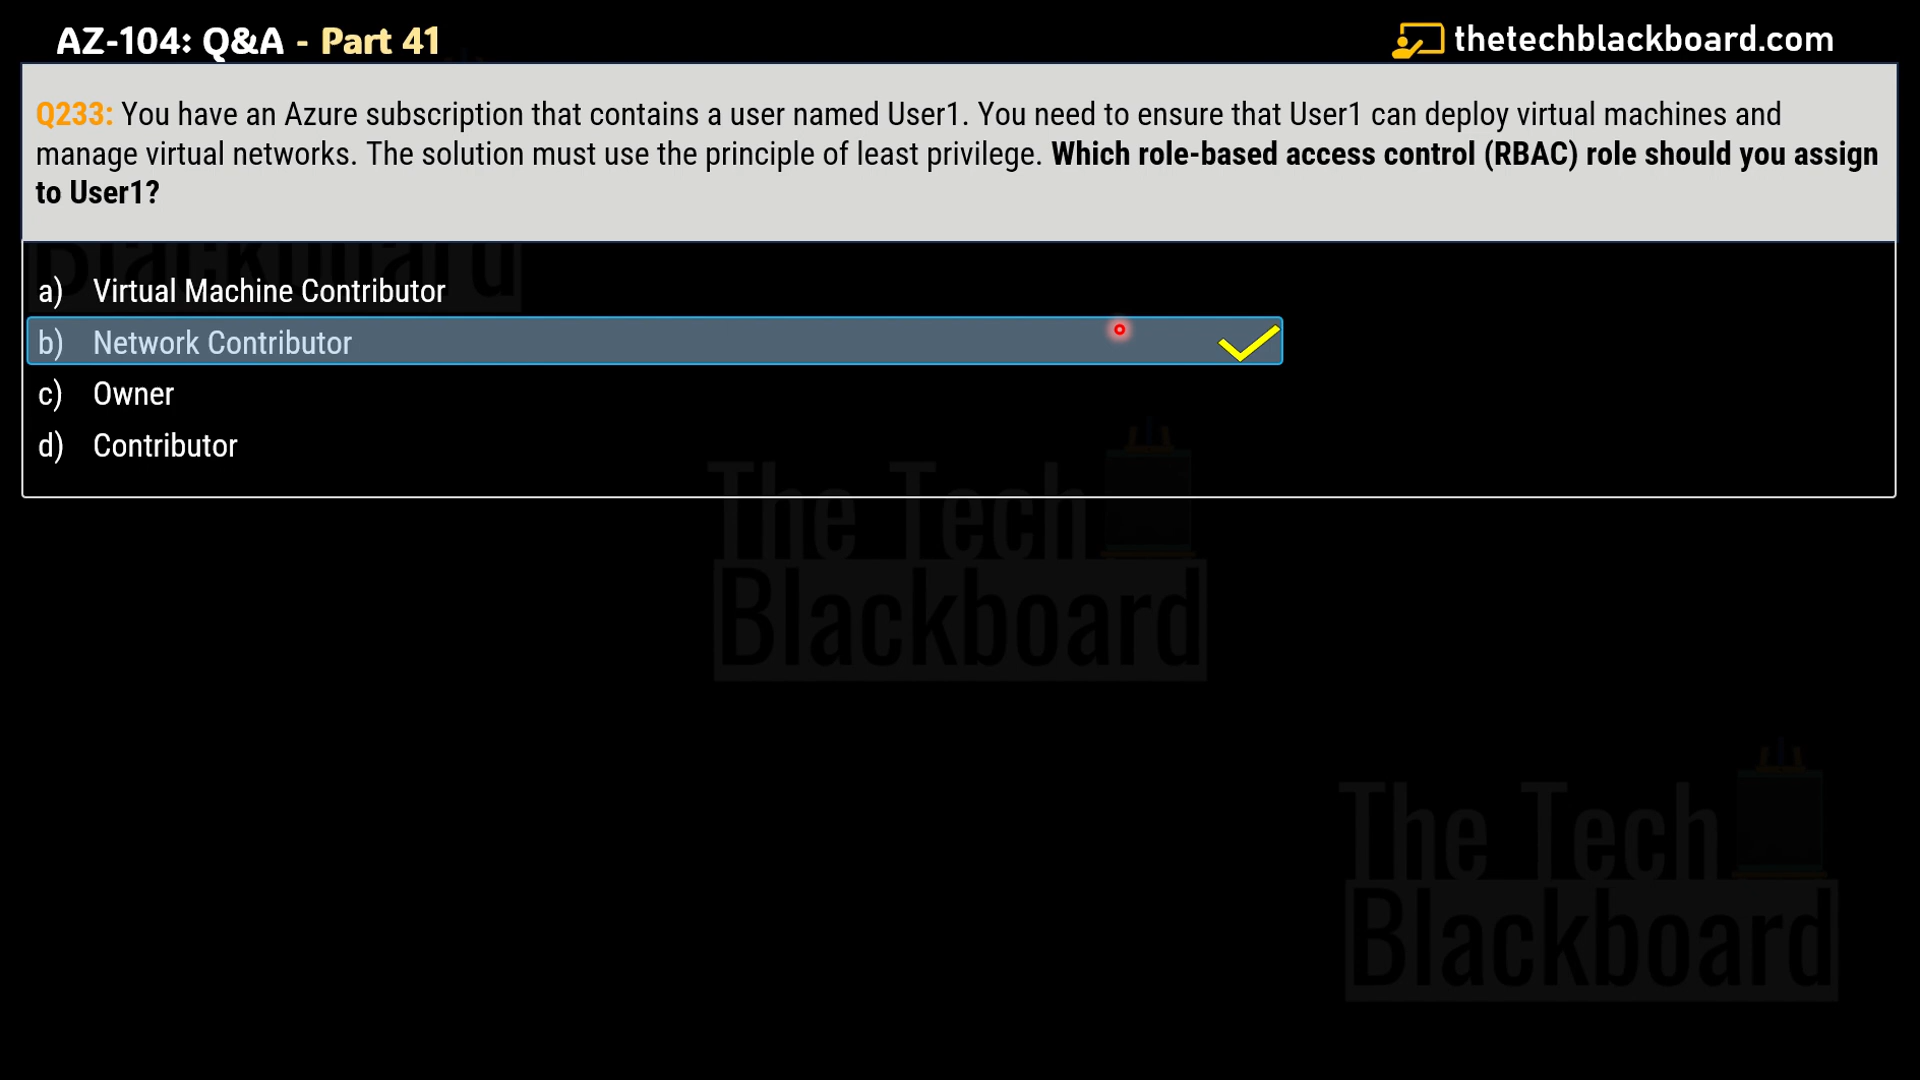 AZ-104: Q&A - Part 41
thetechblackboard.com
Q233: You have an Azure subscription that contains a user named User1. You need to ensure that User1 can deploy virtual machines and
manage virtual networks. The solution must use the principle of least privilege. Which role-based access control (RBAC) role should you assign
to User1?
Blackboard
a) Virtual Machine Contributor
b) Network Contributor
c) Owner
d) Contributor
The Tech
Blackboard
The Tech
Blackboard